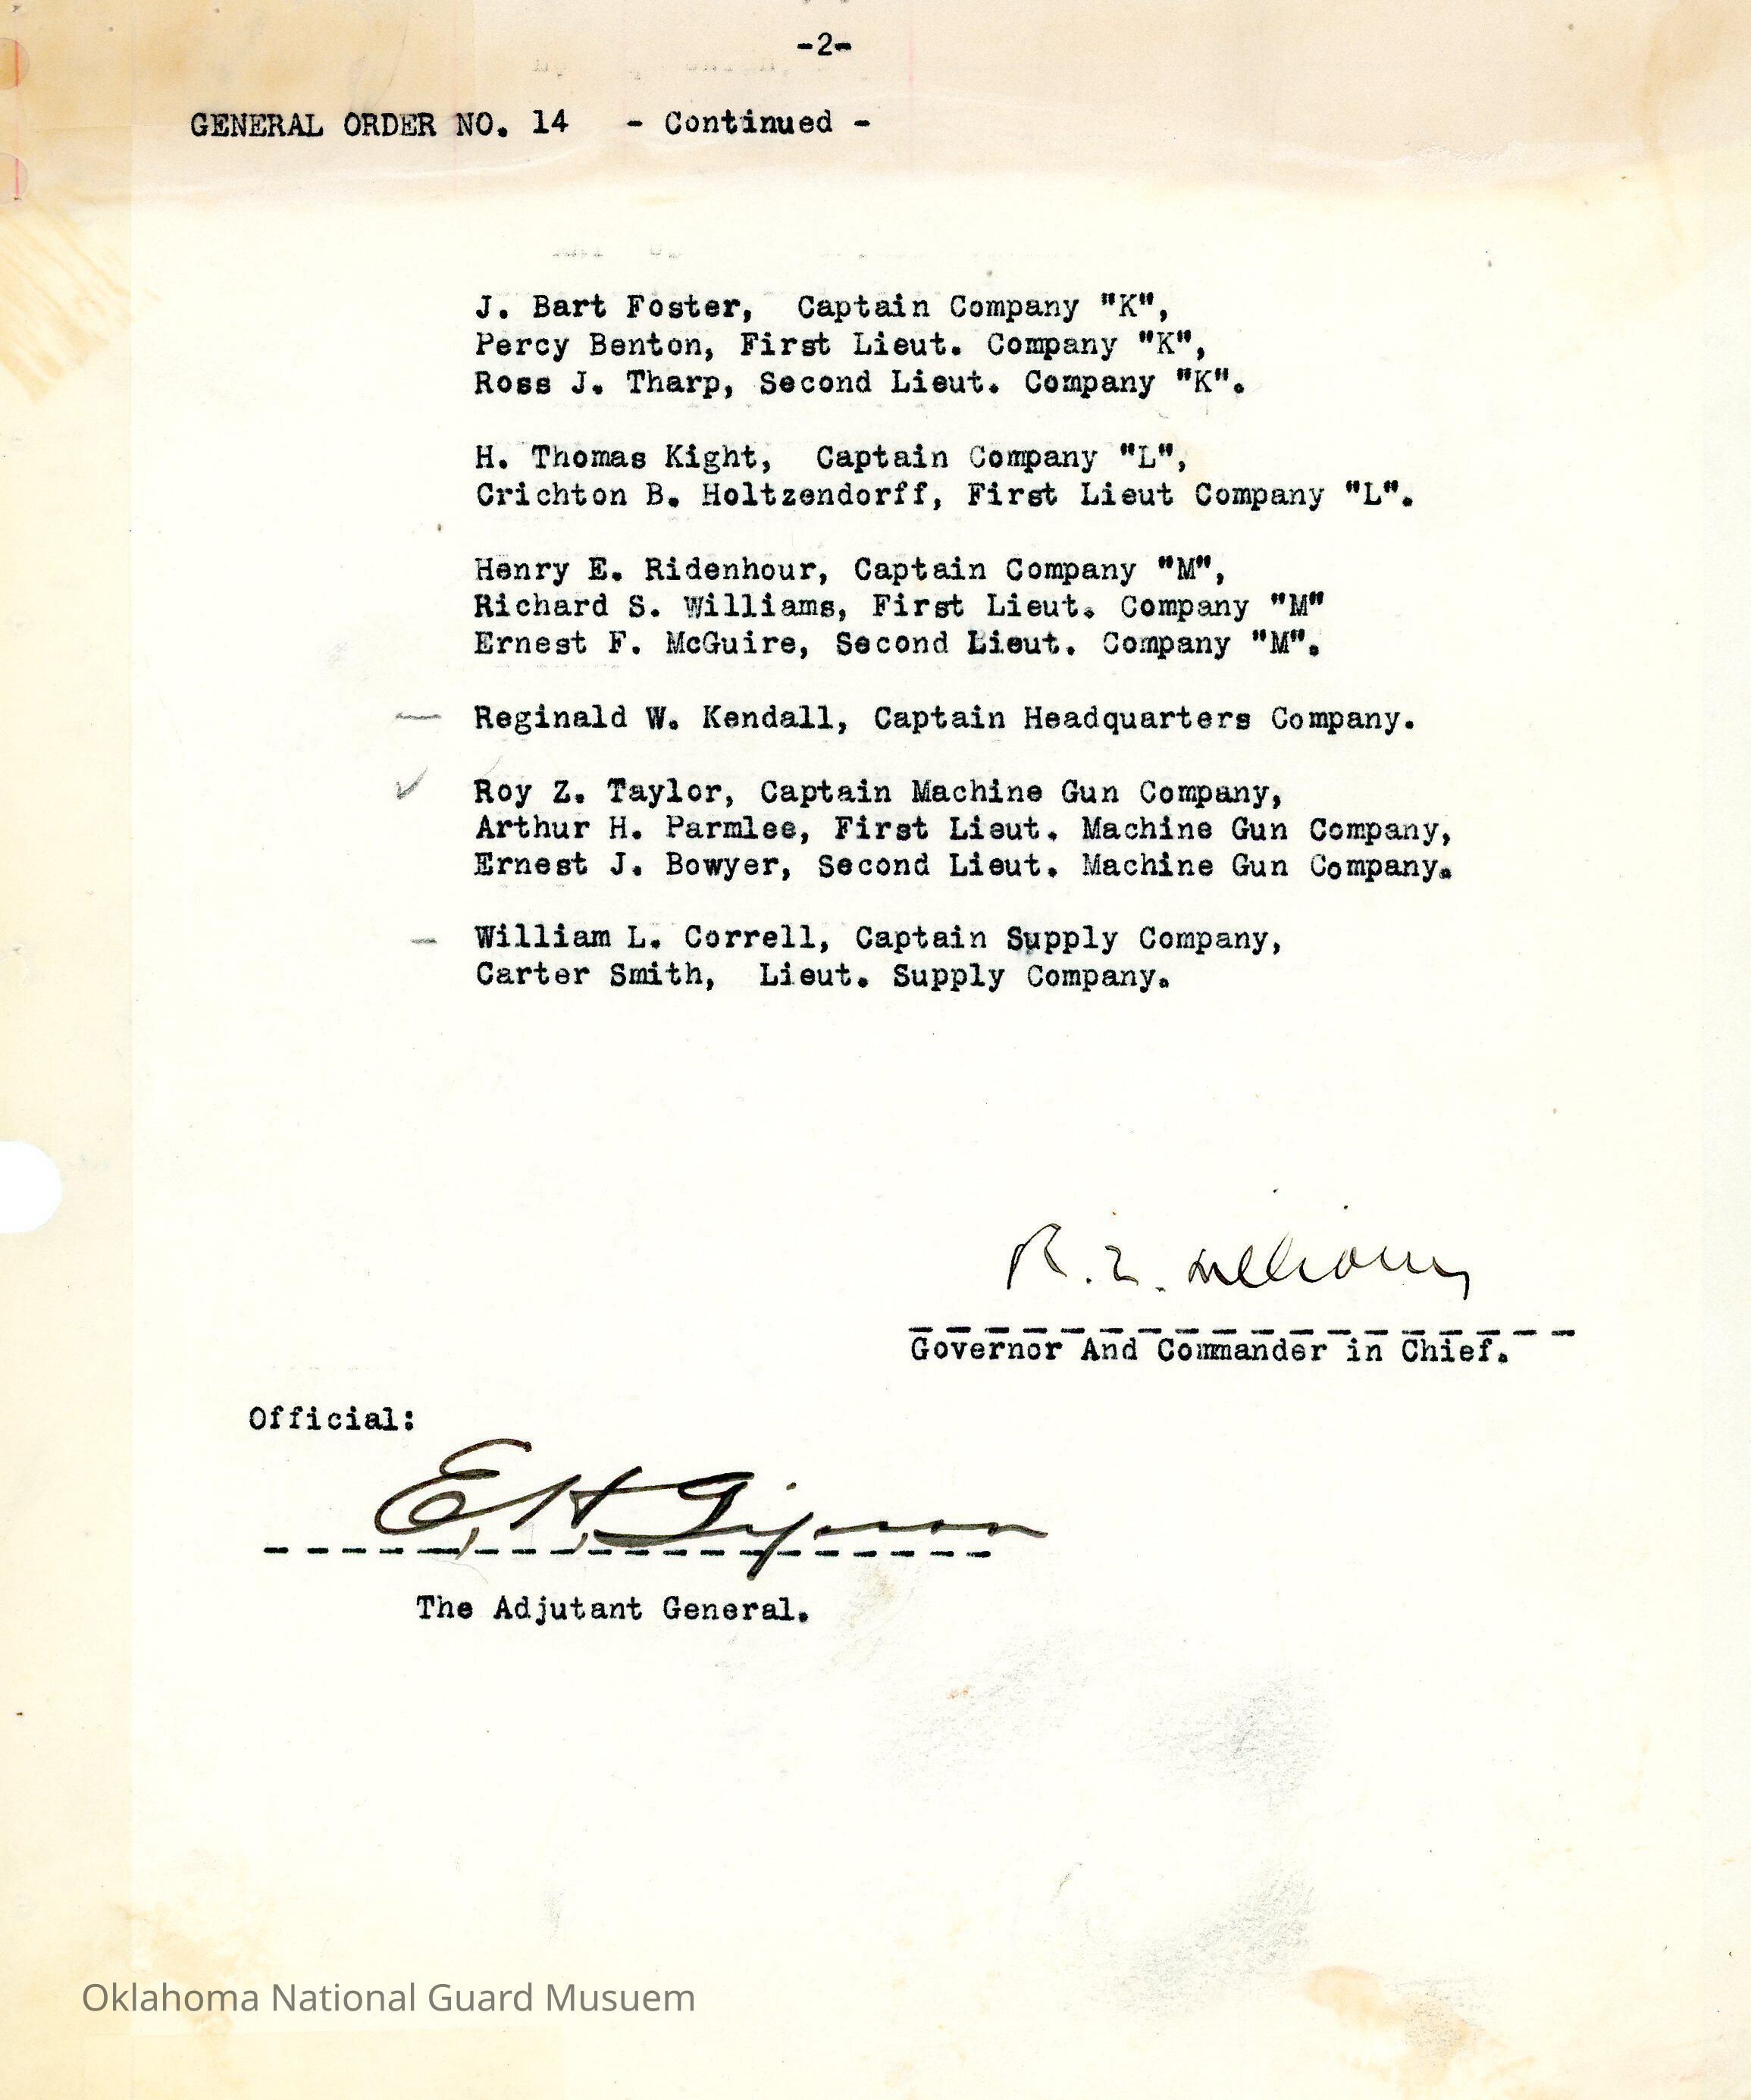 -2-
GENERAL ORDER NO. 14 - Continued -
J. Bart Foster, Captain Company "K",
Percy Benton, First Lieut. Company "K",
Ross J. Tharp, Second Lieut. Company "K".
H. Thomas Kight, Captain Company "L",
Crichton B. Holtzendorff, First Lieut Company "L".
Henry E. Ridenhour, Captain Company "M",
Richard S. Williams, First Lieut. Company "M"
Ernest F. McGuire, Second Lieut. Company "M".
Reginald W. Kendall, Captain Headquarters Company.
Roy Z. Taylor, Captain Machine Gun Company,
Arthur H. Parmlee, First Lieut. Machine Gun Company,
Ernest J. Bowyer, Second Lieut. Machine Gun Company.
William L. Correll, Captain Supply Company,
Carter Smith, Lieut. Supply Company.
R. L. Williams
Governor And Commander in Chief.
Official:
E. H. Gipson
The Adjutant General.
Oklahoma National Guard Musuem